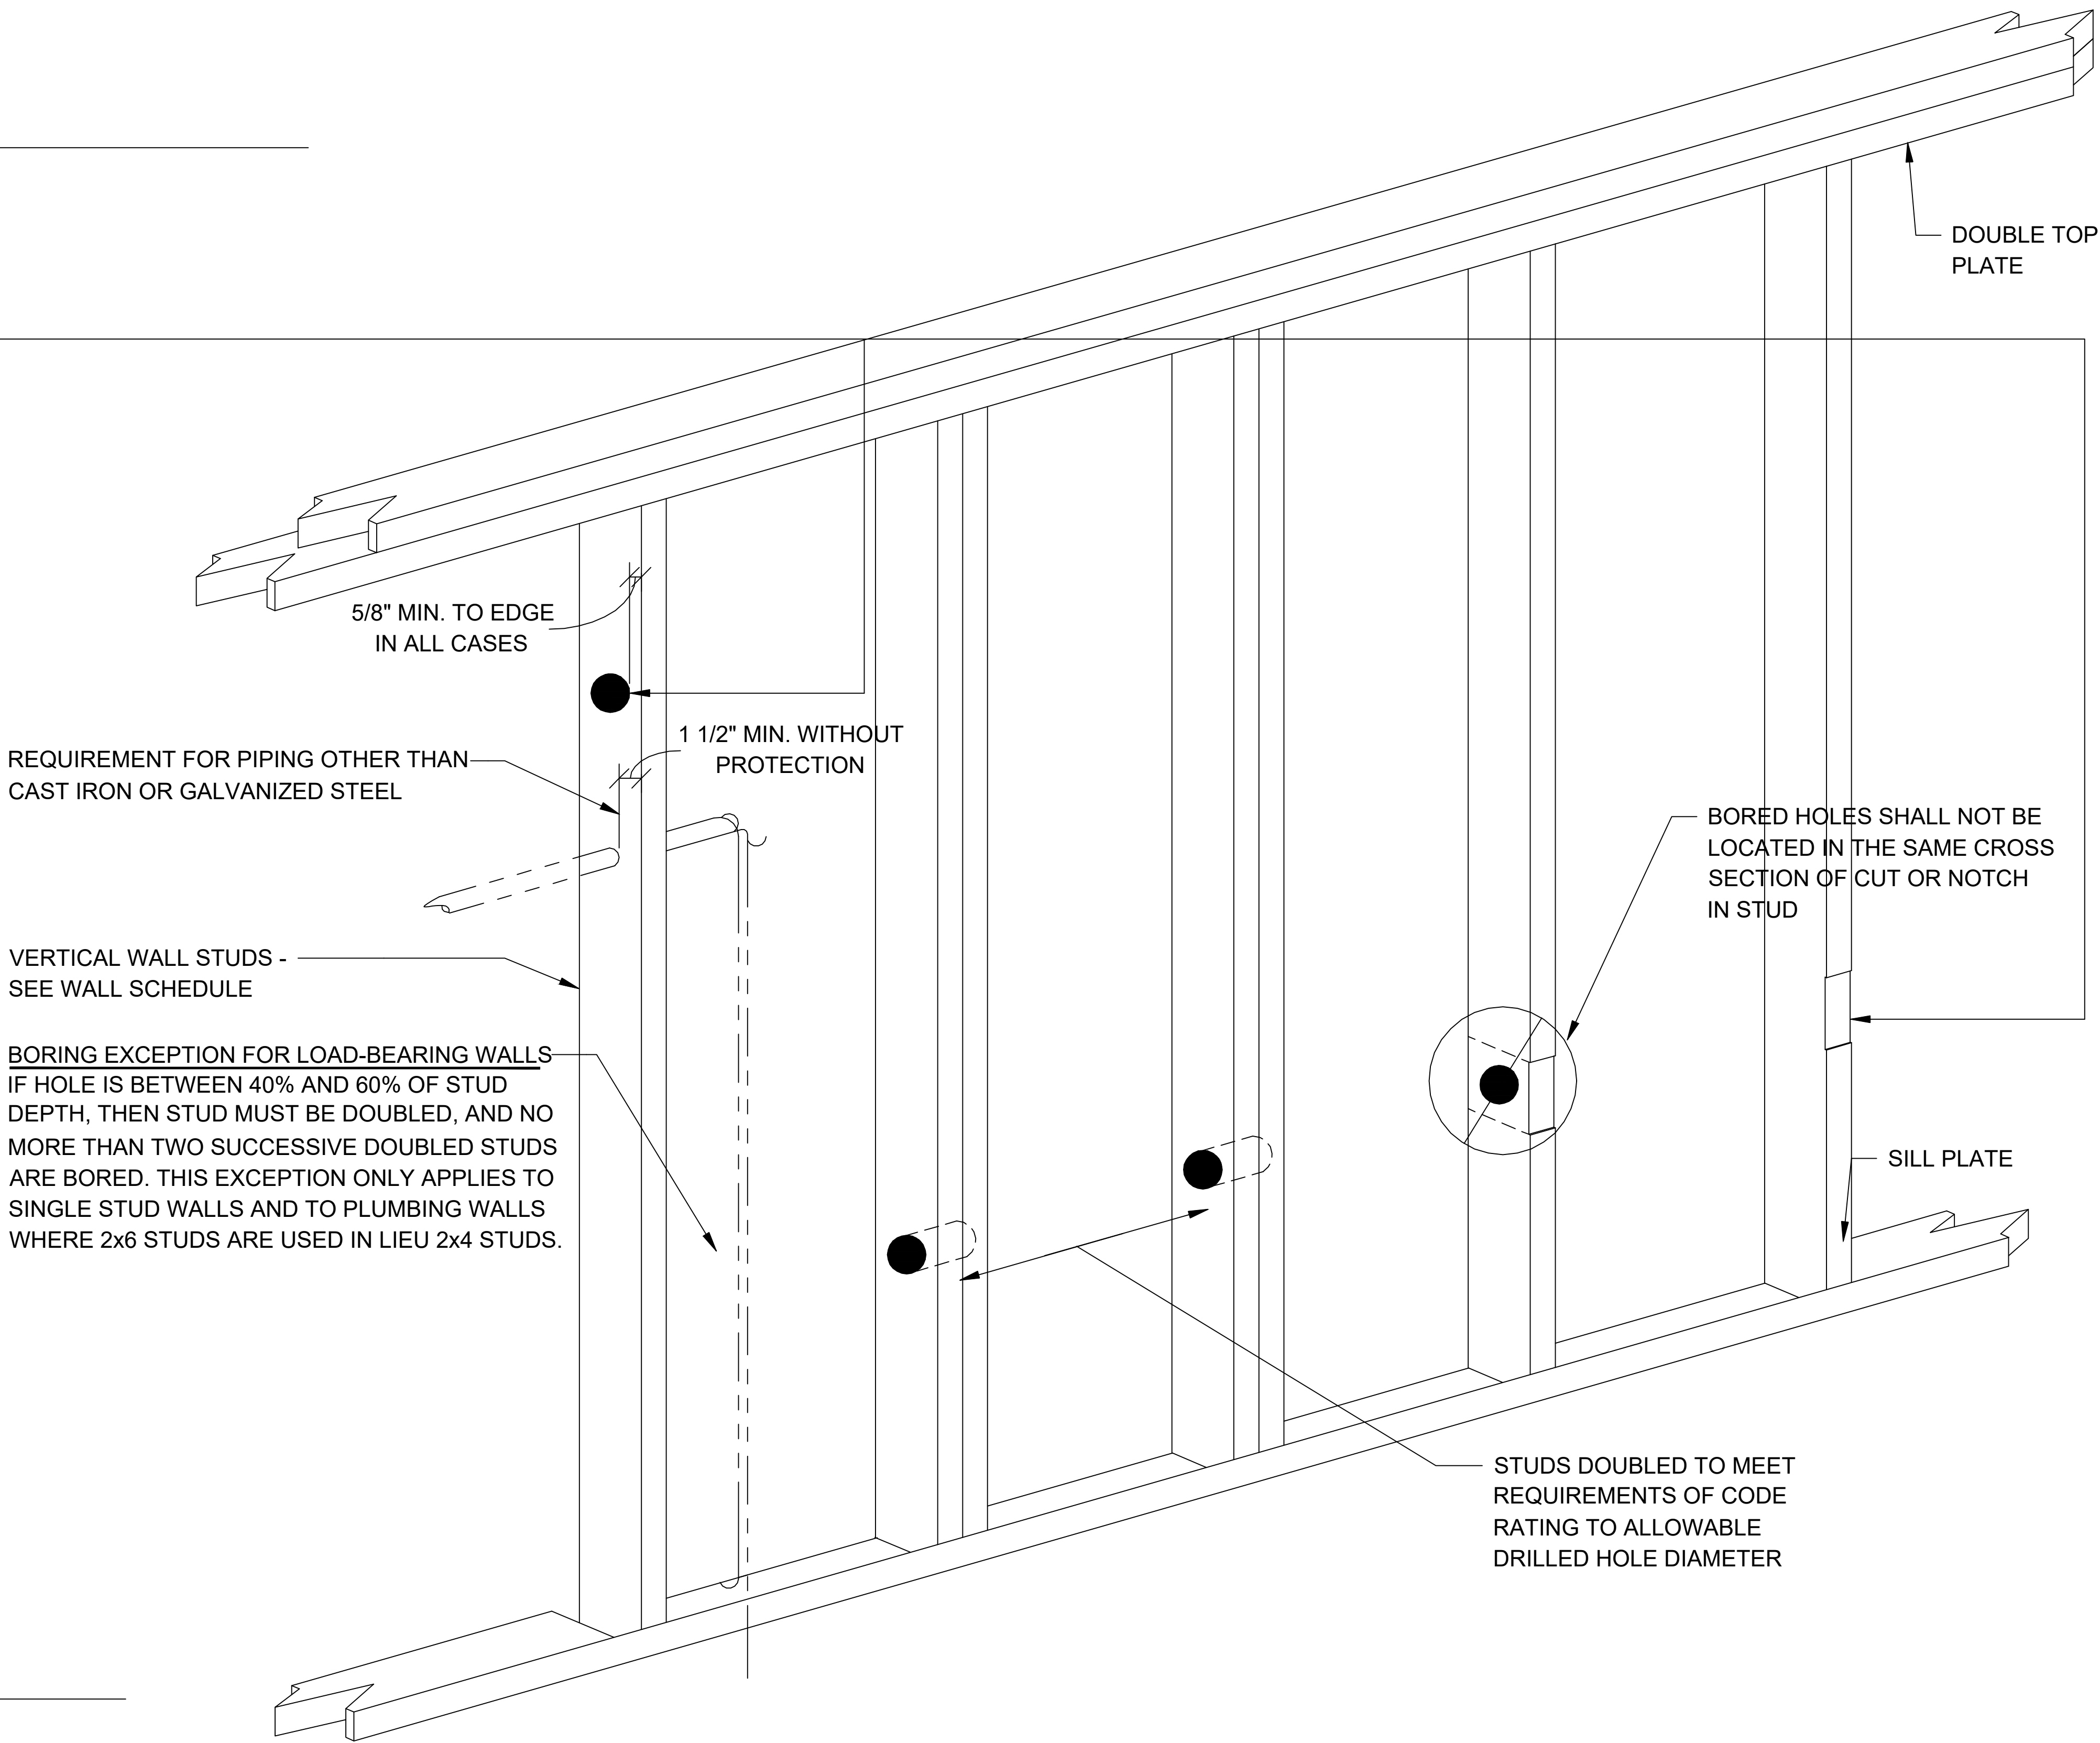 DOUBLE TOP
PLATE
5/8" MIN. TO EDGE
IN ALL CASES
1 1/2" MIN. WITHOUT
PROTECTION
REQUIREMENT FOR PIPING OTHER THAN
CAST IRON OR GALVANIZED STEEL
BORED HOLES SHALL NOT BE
LOCATED IN THE SAME CROSS
SECTION OF CUT OR NOTCH
IN STUD
VERTICAL WALL STUDS -
SEE WALL SCHEDULE
BORING EXCEPTION FOR LOAD-BEARING WALLS
IF HOLE IS BETWEEN 40% AND 60% OF STUD
DEPTH, THEN STUD MUST BE DOUBLED, AND NO
MORE THAN TWO SUCCESSIVE DOUBLED STUDS
ARE BORED. THIS EXCEPTION ONLY APPLIES TO
SINGLE STUD WALLS AND TO PLUMBING WALLS
WHERE 2x6 STUDS ARE USED IN LIEU 2x4 STUDS.
SILL PLATE
STUDS DOUBLED TO MEET
REQUIREMENTS OF CODE
RATING TO ALLOWABLE
DRILLED HOLE DIAMETER